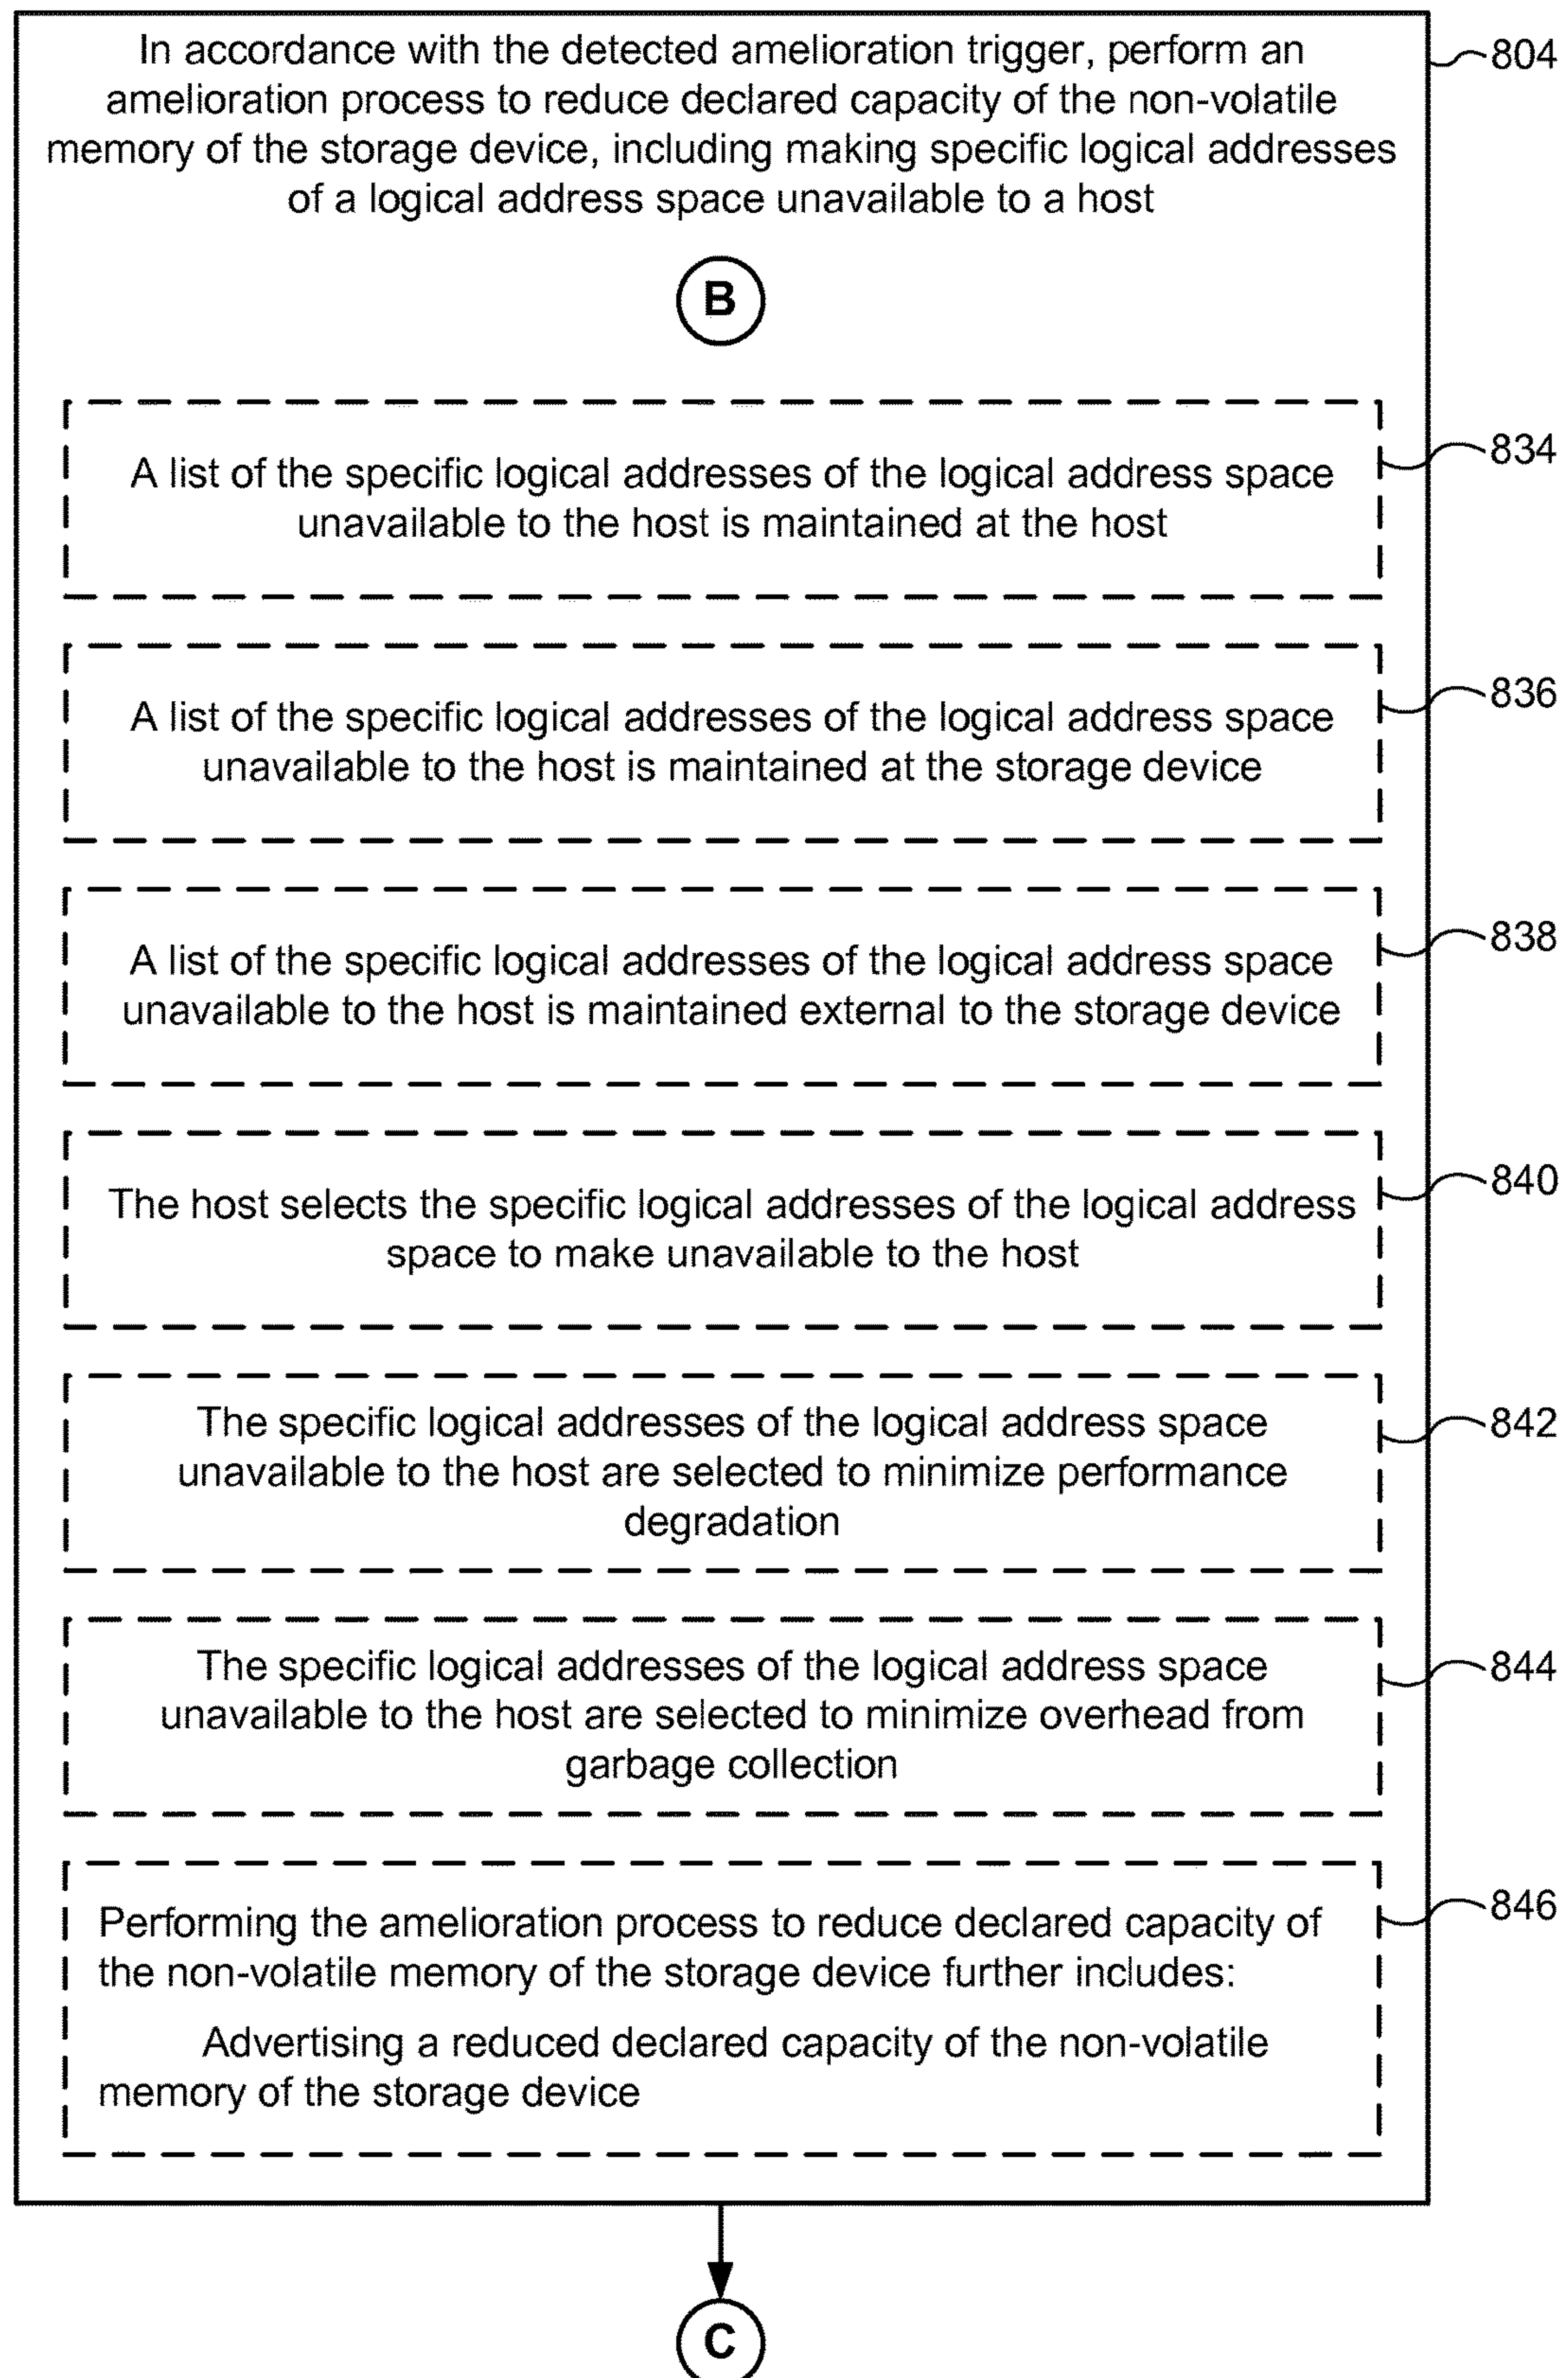 In accordance with the detected amelioration trigger, perform an
amelioration process to reduce declared capacity of the non-volatile
memory of the storage device, including making specific logical addresses
of a logical address space unavailable to a host
804
B
A list of the specific logical addresses of the logical address space
unavailable to the host is maintained at the host
834
A list of the specific logical addresses of the logical address space
unavailable to the host is maintained at the storage device
836
A list of the specific logical addresses of the logical address space
unavailable to the host is maintained external to the storage device
838
The host selects the specific logical addresses of the logical address
space to make unavailable to the host
840
The specific logical addresses of the logical address space
unavailable to the host are selected to minimize performance
degradation
842
The specific logical addresses of the logical address space
unavailable to the host are selected to minimize overhead from
garbage collection
844
Performing the amelioration process to reduce declared capacity of
the non-volatile memory of the storage device further includes:
Advertising a reduced declared capacity of the non-volatile
memory of the storage device
846
C